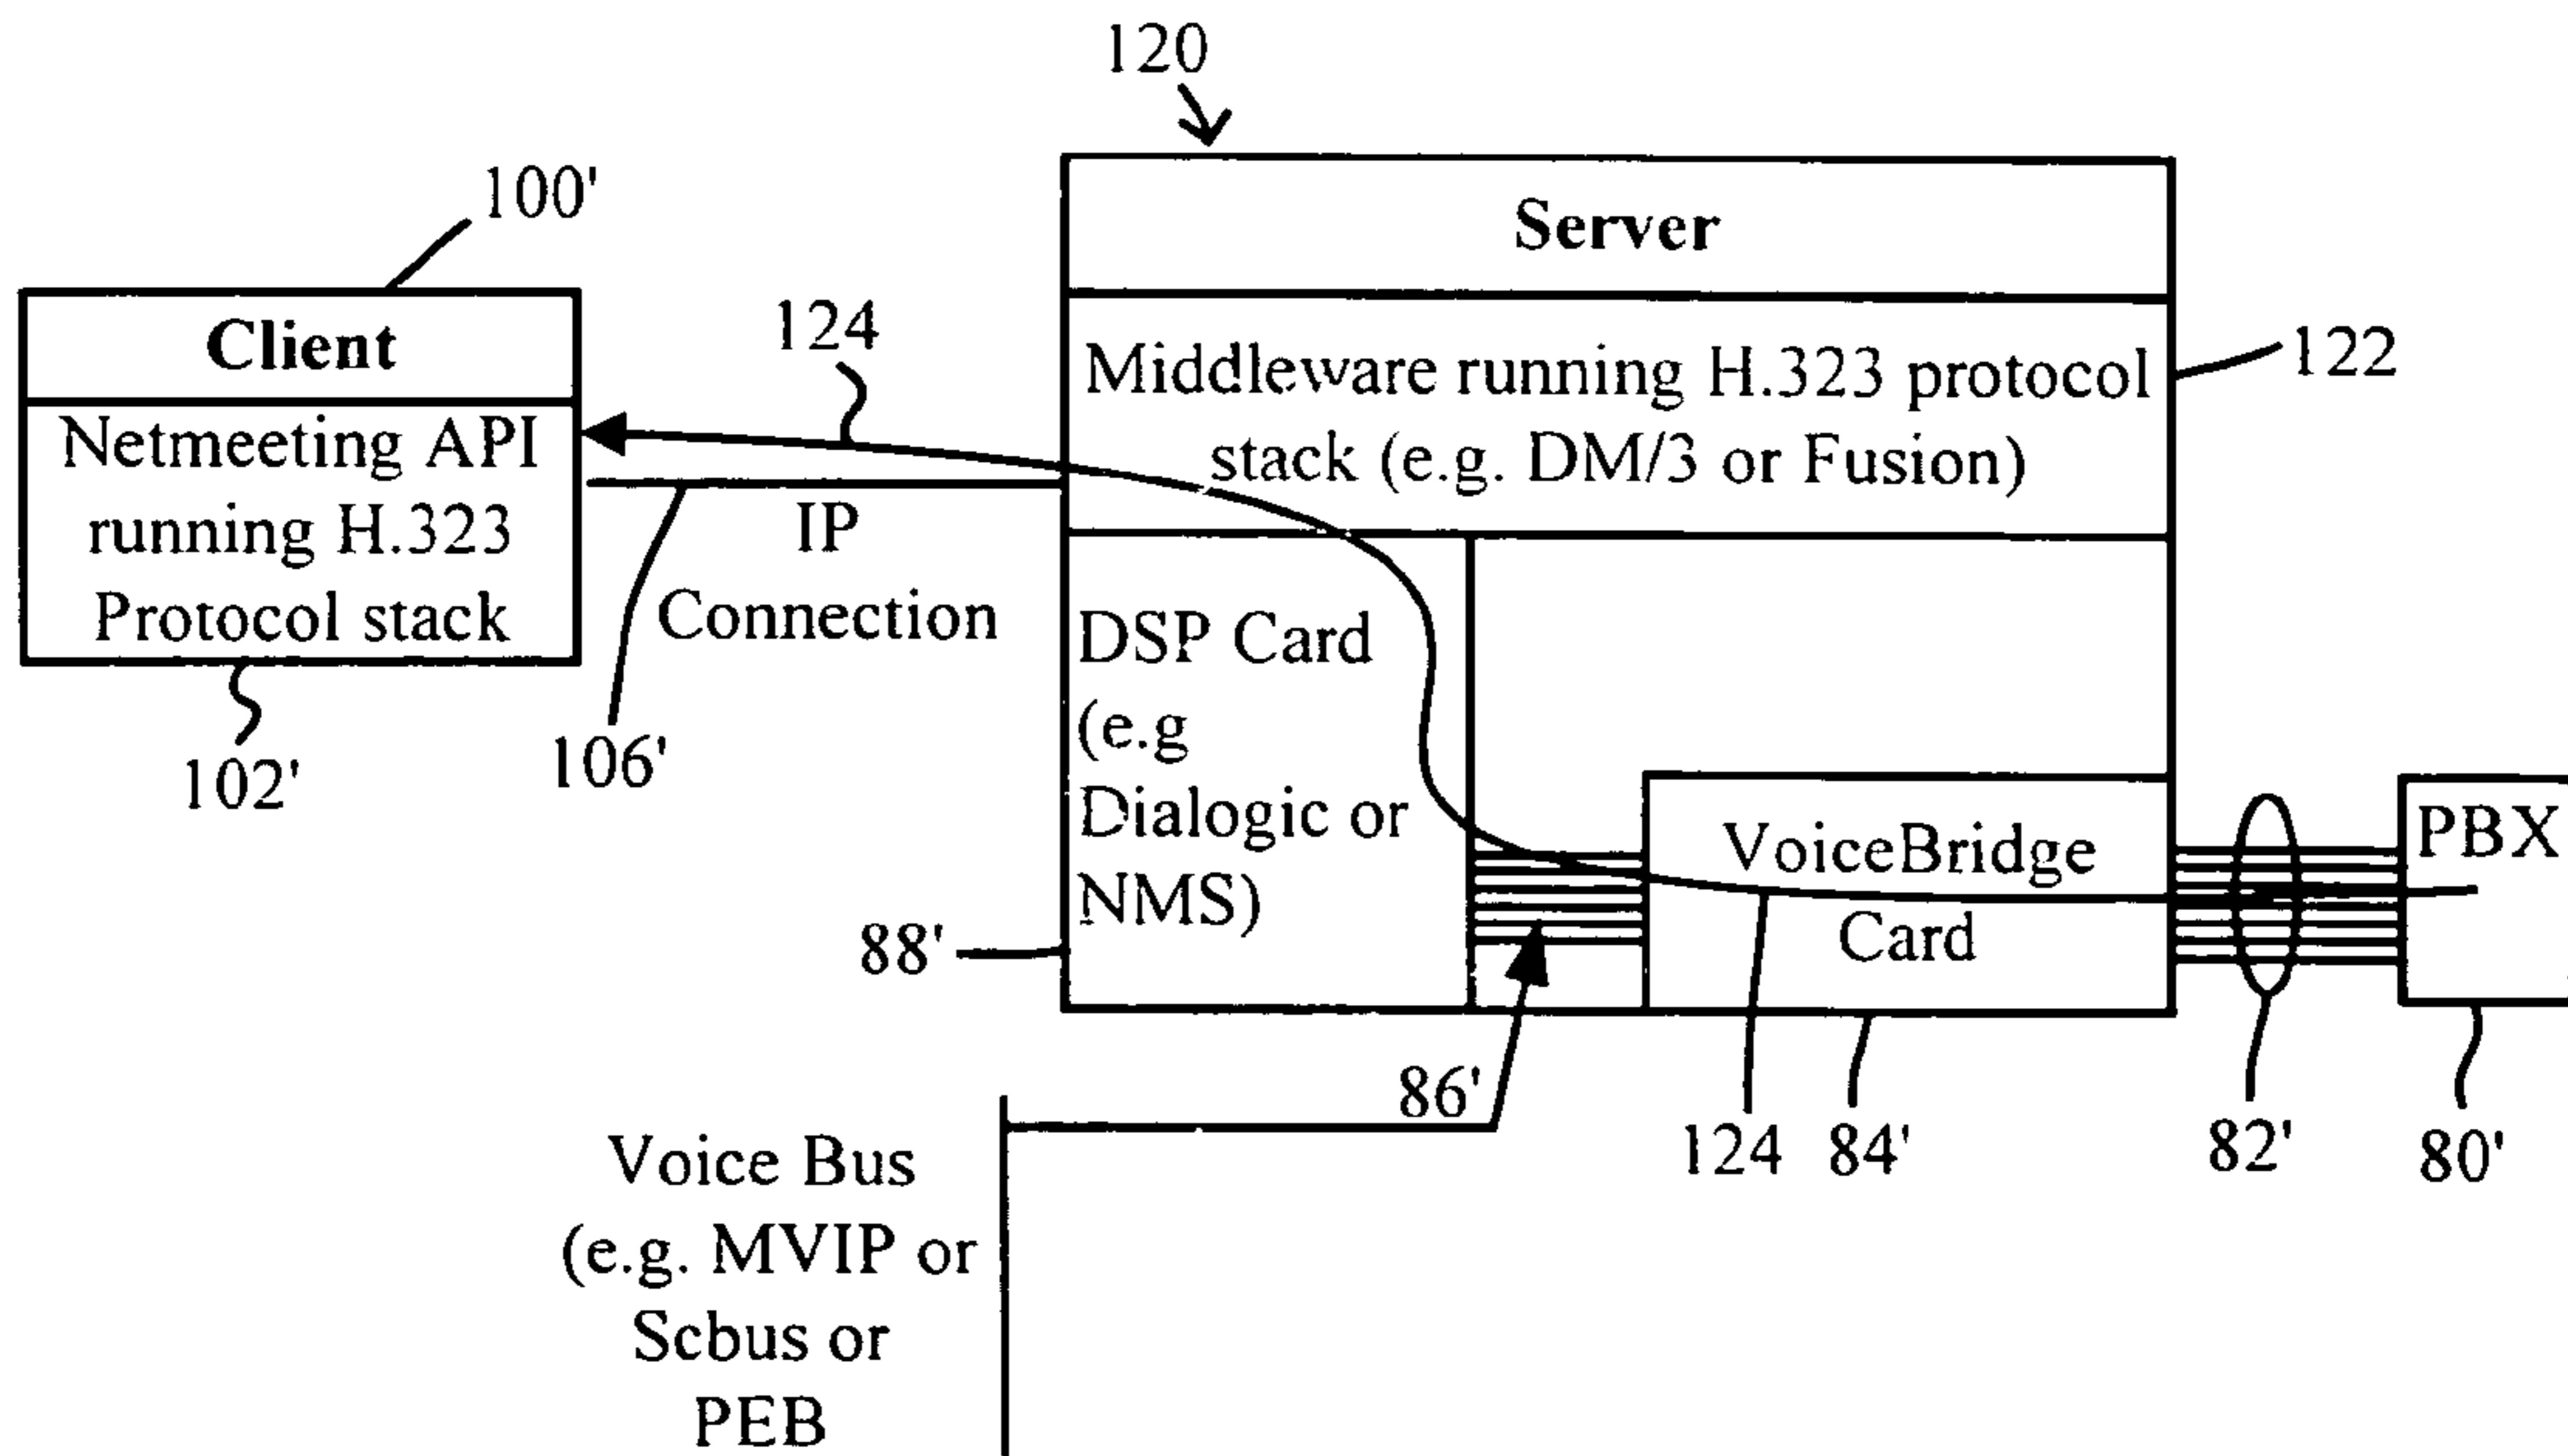 120
100'
Server
Client
124
Middleware running H.323 protocol
stack (e.g. DM/3 or Fusion)
122
Netmeeting API
running H.323
Protocol stack
IP
Connection
102'
106'
DSP Card
(e.g
Dialogic or
NMS)
88'
VoiceBridge
Card
PBX
86'
124
84'
82'
80'
Voice Bus
(e.g. MVIP or
Scbus or
PEB